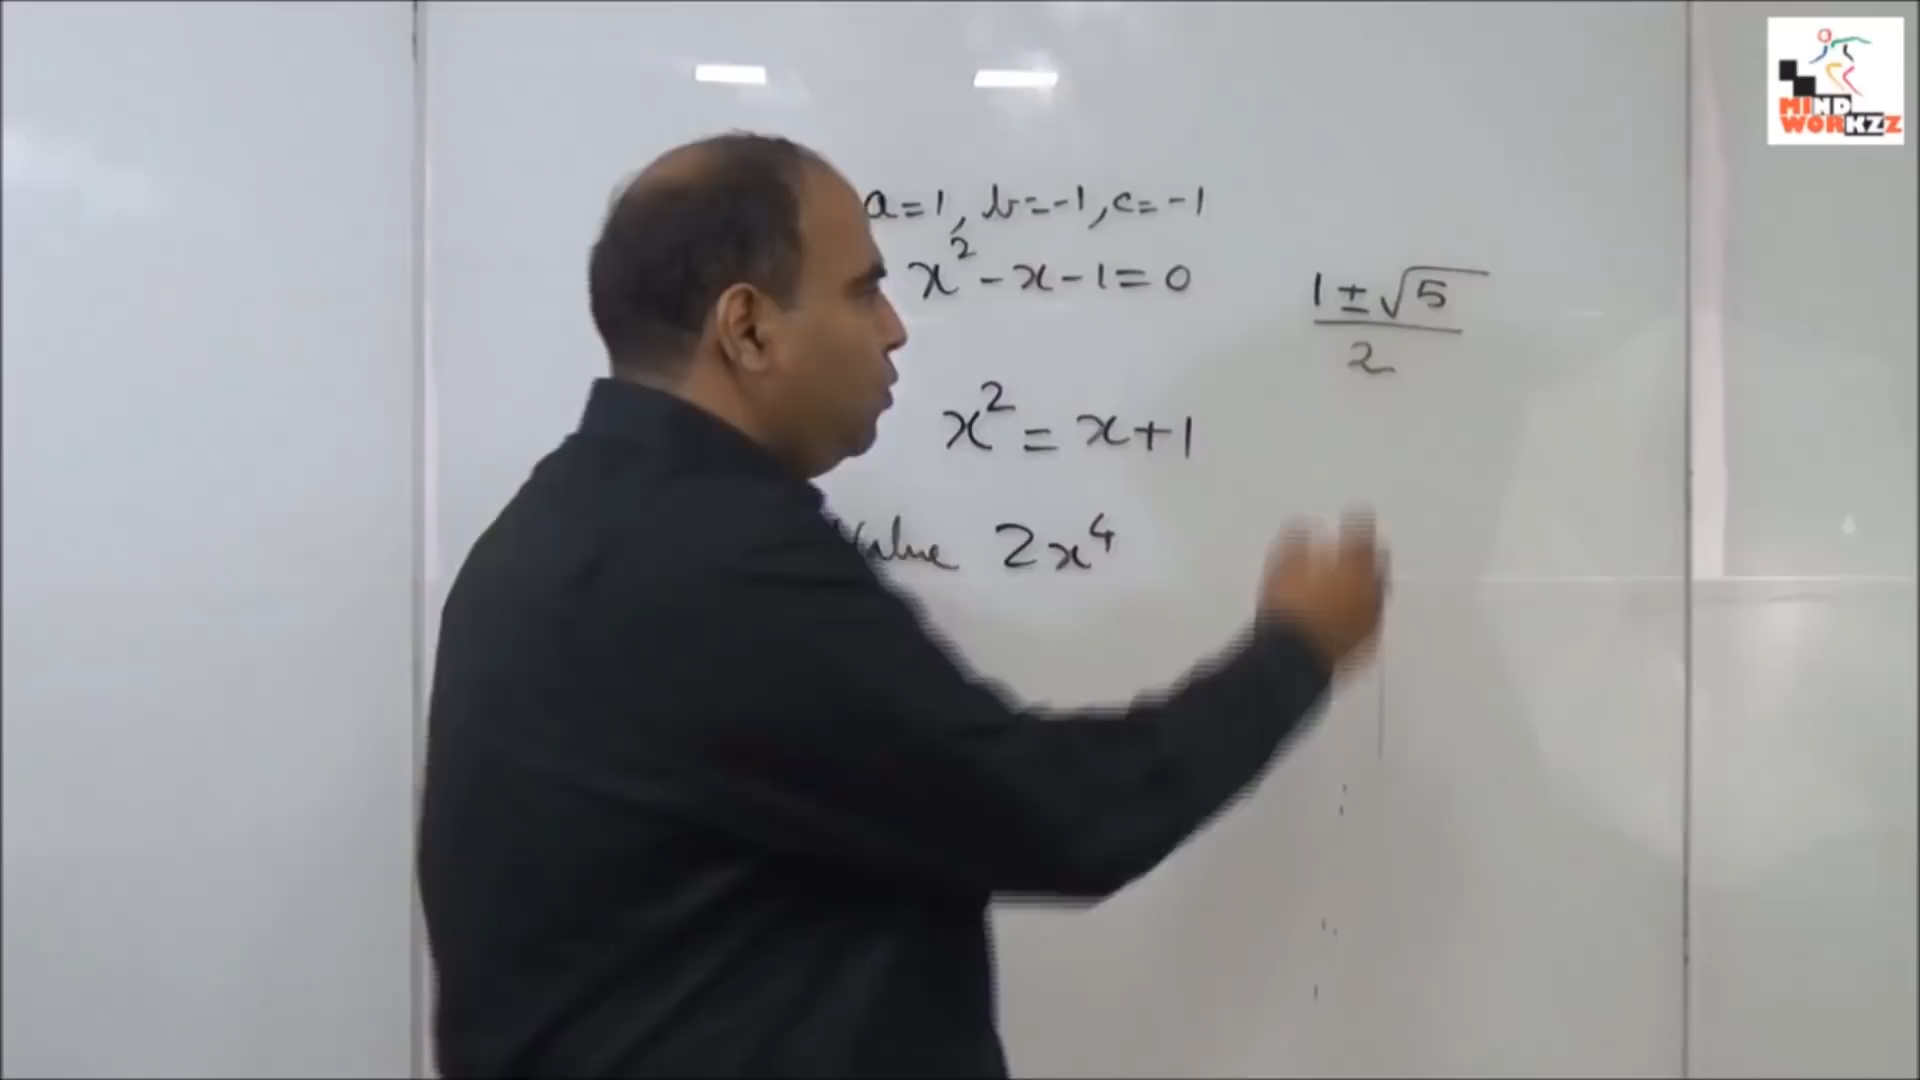 MIND
WORKZZ
a=1, b=-1, c=-1
x²-x-1=0
1±√5
2
x²=x+1
Value 2x⁴